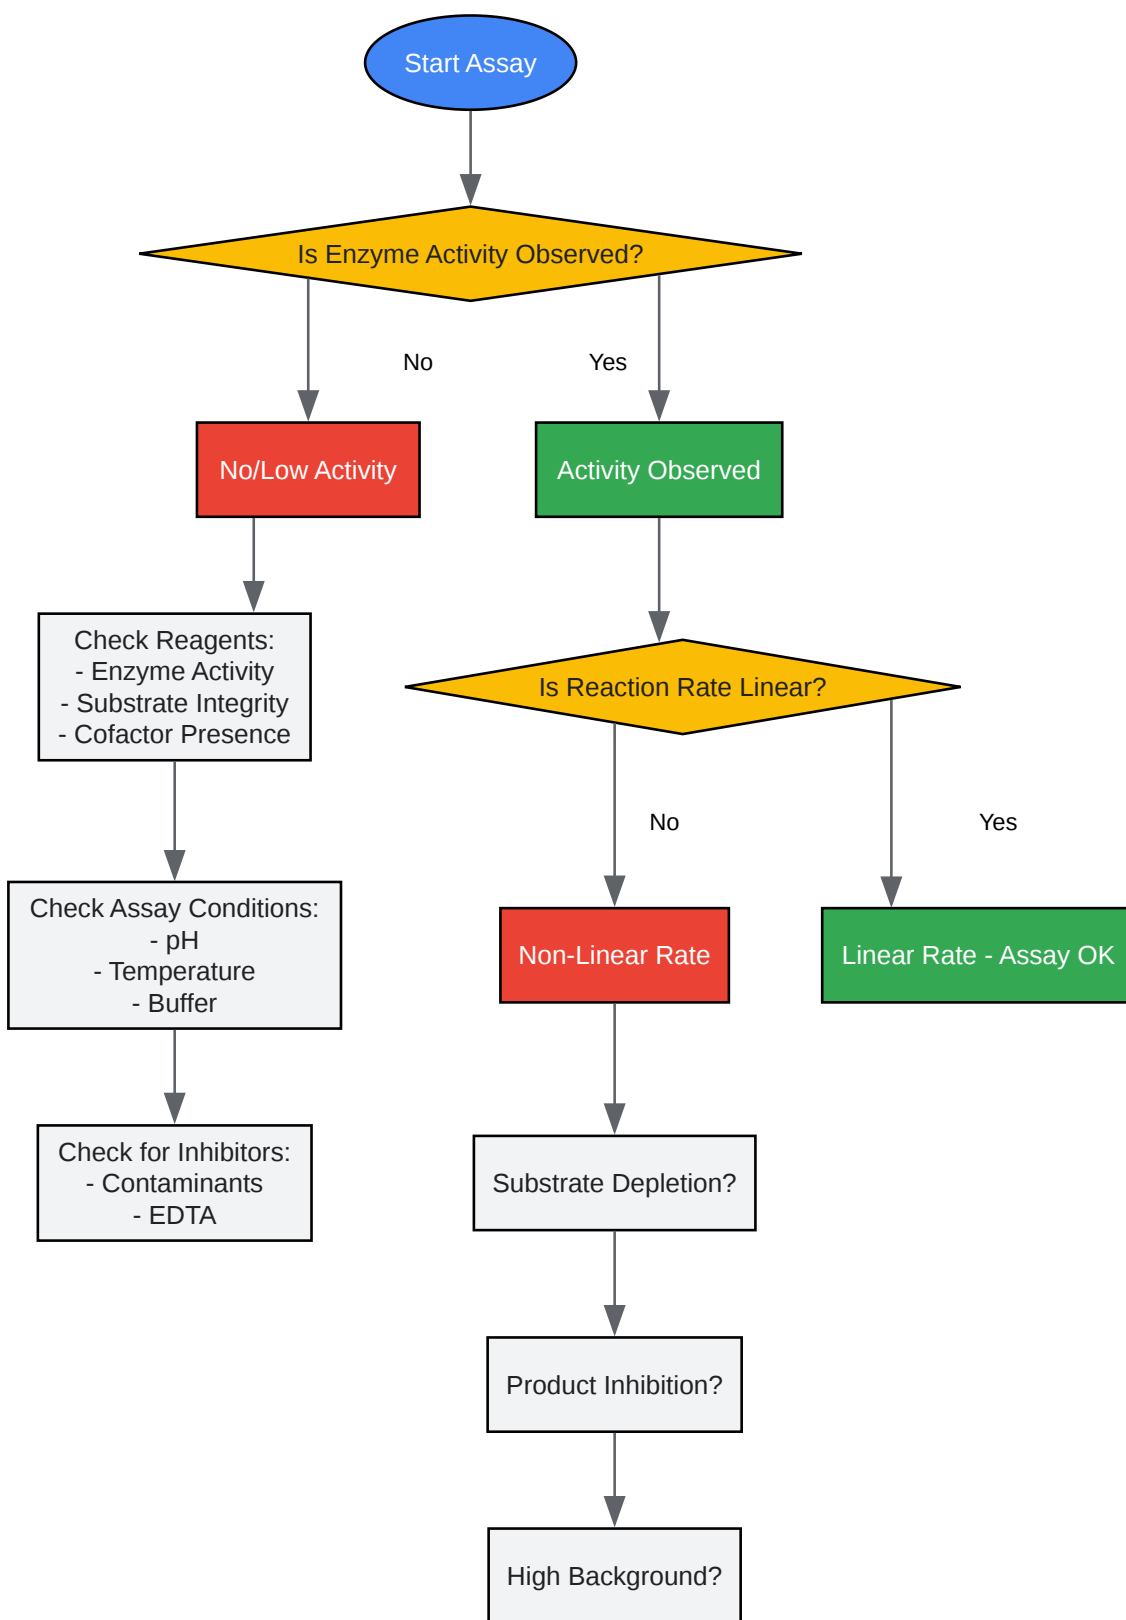 Start Assay
Is Enzyme Activity Observed?
No
Yes
No/Low Activity
Activity Observed
Check Reagents:
- Enzyme Activity
- Substrate Integrity
- Cofactor Presence
Is Reaction Rate Linear?
No
Yes
Check Assay Conditions:
- pH
- Temperature
- Buffer
Non-Linear Rate
Linear Rate - Assay OK
Check for Inhibitors:
- Contaminants
- EDTA
Substrate Depletion?
Product Inhibition?
High Background?